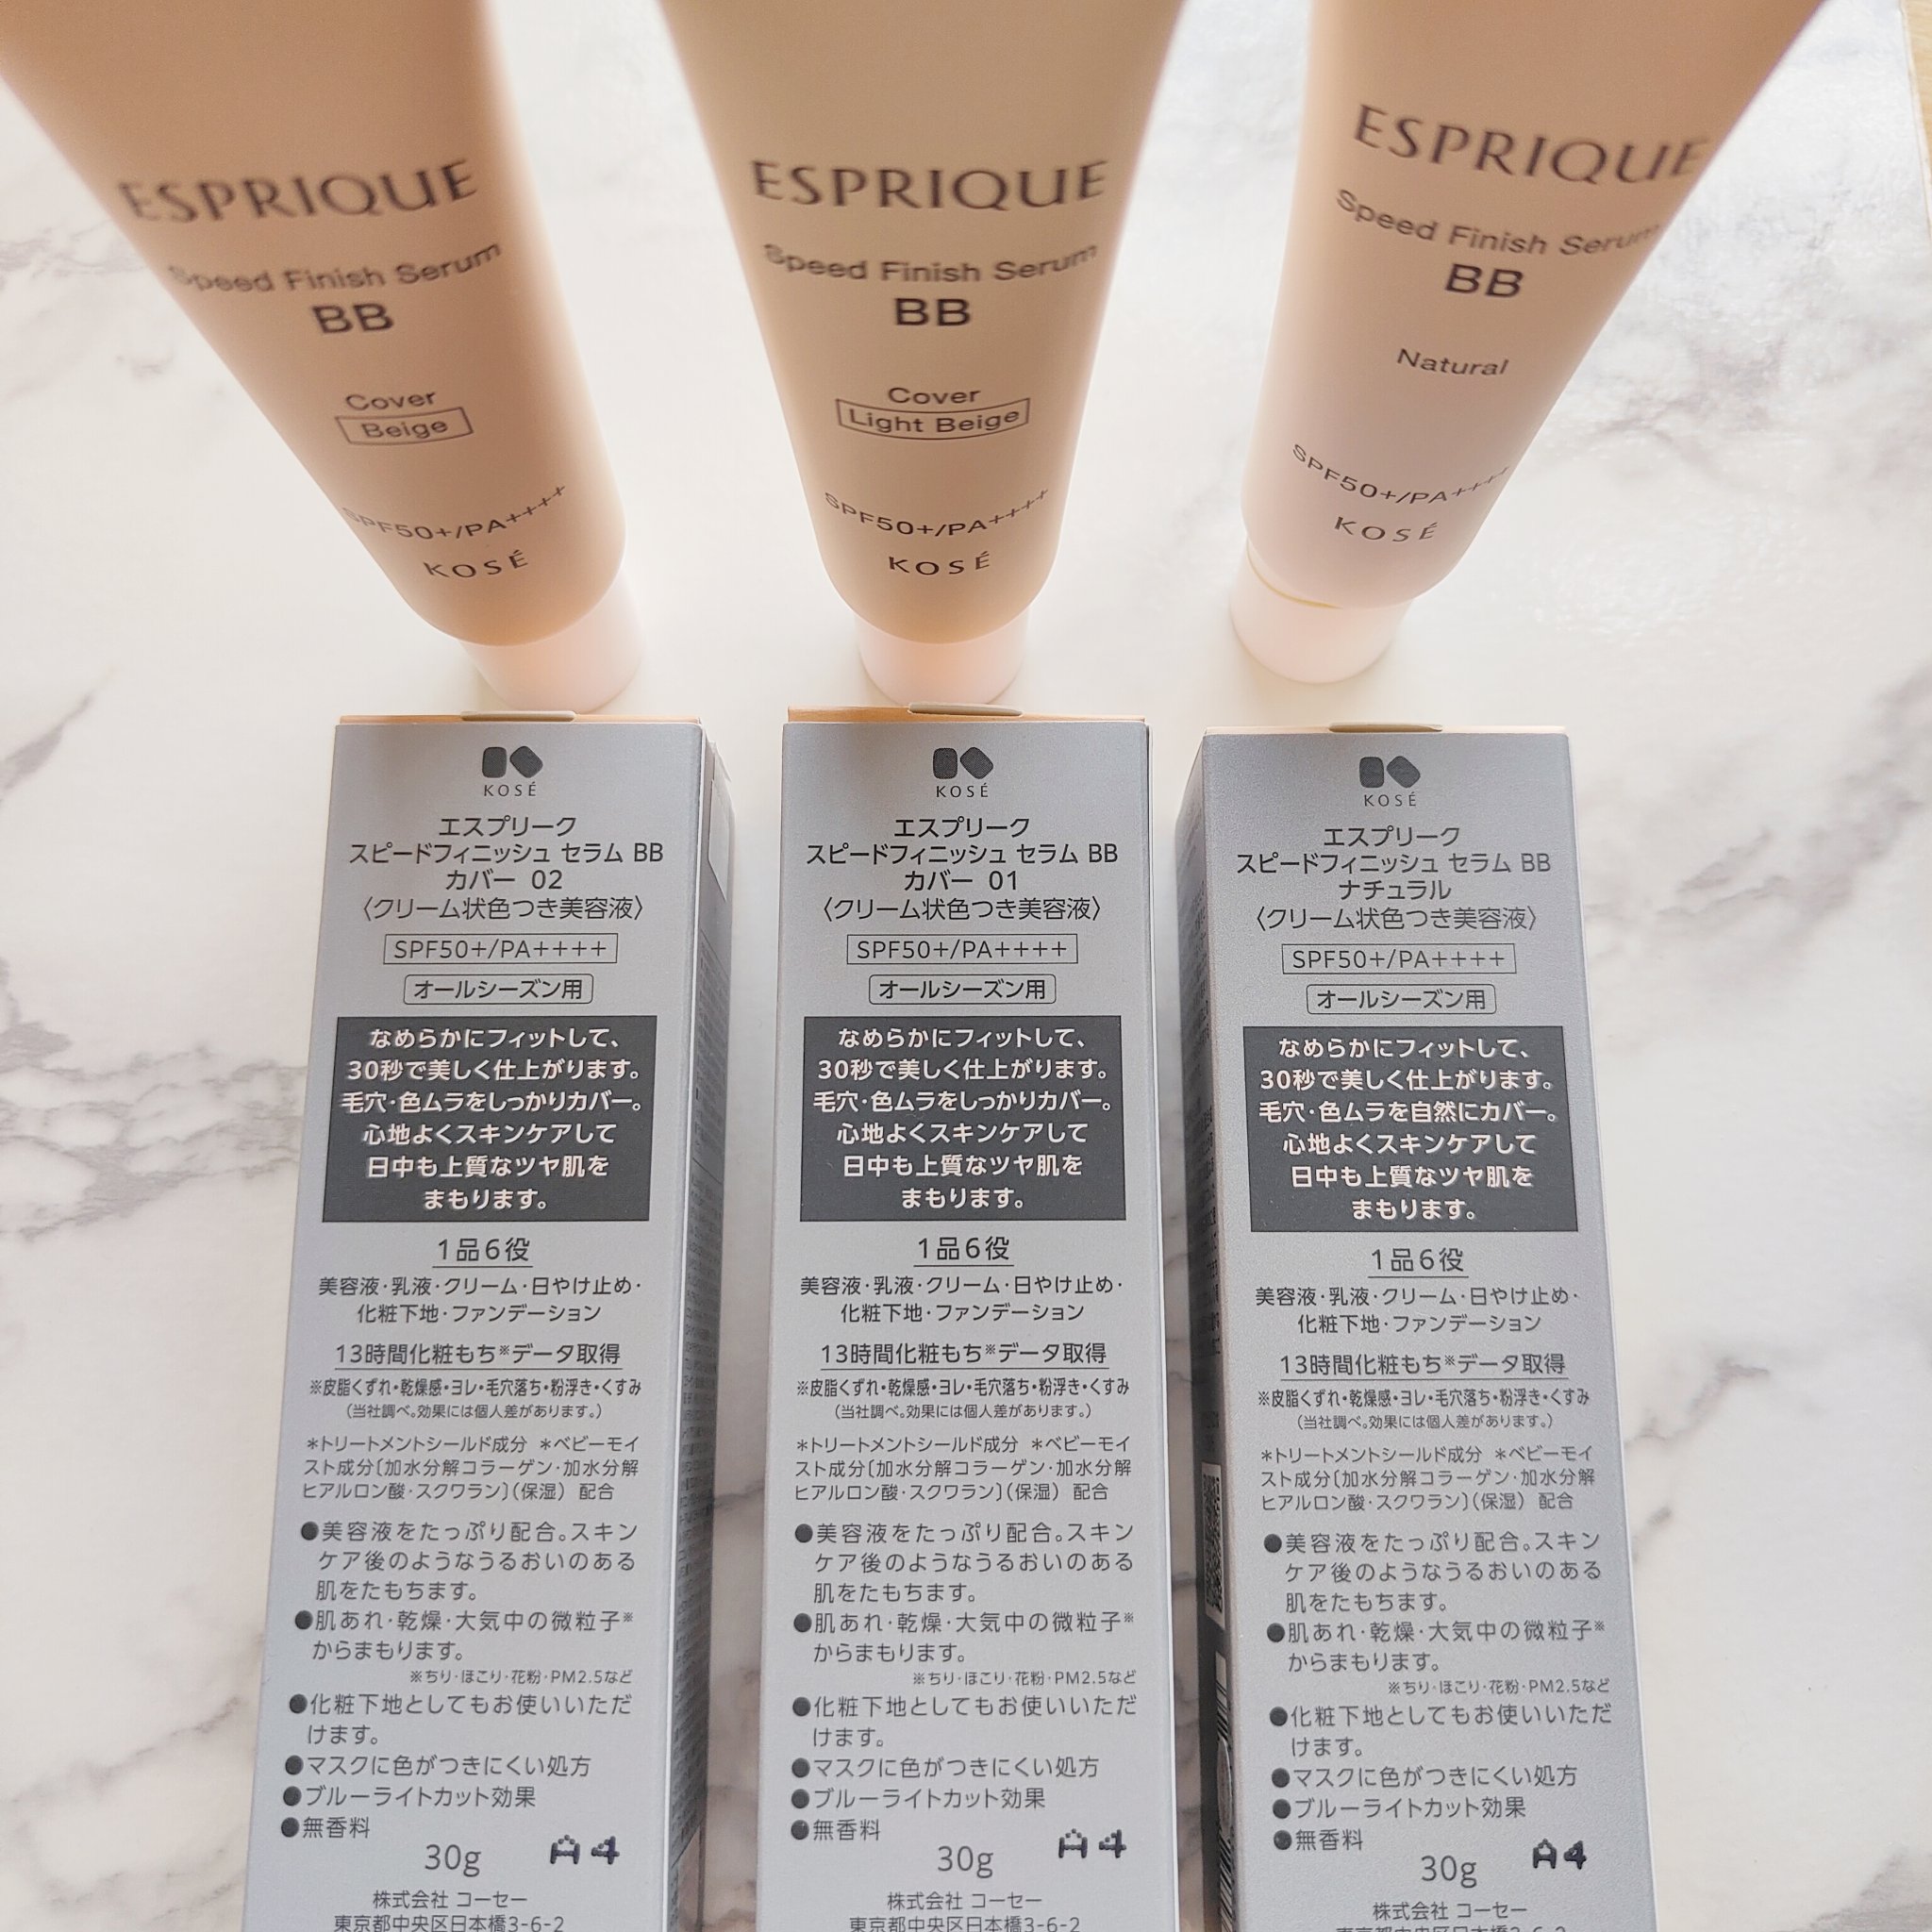 ESPRIQUE
Speed Finish Serum
BB
Cover
Beige
SPF50+/PA++++
KOSÉ
ESPRIQUE
Speed Finish Serum
BB
Cover
Light Beige
SPF50+/PA++++
KOSÉ
ESPRIQUE
Speed Finish Serum
BB
Natural
SPF50+/PA++++
KOSÉ
KOSÉ
エスプリーク
スピードフィニッシュ セラム BB
カバー 02
〈クリーム状色つき美容液〉
SPF50+/PA++++
オールシーズン用
なめらかにフィットして、
30秒で美しく仕上がります。
毛穴・色ムラをしっかりカバー。
心地よくスキンケアして
日中も上質なツヤ肌を
まもります。
1品6役
美容液・乳液・クリーム・日やけ止め・
化粧下地・ファンデーション
13時間化粧もち※データ取得
※皮脂くずれ・乾燥感・ヨレ・毛穴落ち・粉浮き・くすみ
(当社調べ。効果には個人差があります。)
*トリートメントシールド成分 *ベビーモイ
スト成分〔加水分解コラーゲン・加水分解
ヒアルロン酸・スクワラン〕(保湿) 配合
●美容液をたっぷり配合。スキン
ケア後のようなうるおいのある
肌をたもちます。
●肌あれ・乾燥・大気中の微粒子※
からまもります。
※ちり・ほこり・花粉・PM2.5など
●化粧下地としてもお使いいただ
けます。
●マスクに色がつきにくい処方
●ブルーライトカット効果
●無香料
30g A4
株式会社 コーセー
東京都中央区日本橋3-6-2
KOSÉ
エスプリーク
スピードフィニッシュ セラム BB
カバー 01
〈クリーム状色つき美容液〉
SPF50+/PA++++
オールシーズン用
なめらかにフィットして、
30秒で美しく仕上がります。
毛穴・色ムラをしっかりカバー。
心地よくスキンケアして
日中も上質なツヤ肌を
まもります。
1品6役
美容液・乳液・クリーム・日やけ止め・
化粧下地・ファンデーション
13時間化粧もち※データ取得
※皮脂くずれ・乾燥感・ヨレ・毛穴落ち・粉浮き・くすみ
(当社調べ。効果には個人差があります。)
*トリートメントシールド成分 *ベビーモイ
スト成分〔加水分解コラーゲン・加水分解
ヒアルロン酸・スクワラン〕(保湿) 配合
●美容液をたっぷり配合。スキン
ケア後のようなうるおいのある
肌をたもちます。
●肌あれ・乾燥・大気中の微粒子※
からまもります。
※ちり・ほこり・花粉・PM2.5など
●化粧下地としてもお使いいただ
けます。
●マスクに色がつきにくい処方
●ブルーライトカット効果
●無香料
30g A4
株式会社 コーセー
東京都中央区日本橋3-6-2
KOSÉ
エスプリーク
スピードフィニッシュ セラム BB
ナチュラル
〈クリーム状色つき美容液〉
SPF50+/PA++++
オールシーズン用
なめらかにフィットして、
30秒で美しく仕上がります。
毛穴・色ムラを自然にカバー。
心地よくスキンケアして
日中も上質なツヤ肌を
まもります。
1品6役
美容液・乳液・クリーム・日やけ止め・
化粧下地・ファンデーション
13時間化粧もち※データ取得
※皮脂くずれ・乾燥感・ヨレ・毛穴落ち・粉浮き・くすみ
(当社調べ。効果には個人差があります。)
*トリートメントシールド成分 *ベビーモイ
スト成分〔加水分解コラーゲン・加水分解
ヒアルロン酸・スクワラン〕(保湿) 配合
●美容液をたっぷり配合。スキン
ケア後のようなうるおいのある
肌をたもちます。
●肌あれ・乾燥・大気中の微粒子※
からまもります。
※ちり・ほこり・花粉・PM2.5など
●化粧下地としてもお使いいただ
けます。
●マスクに色がつきにくい処方
●ブルーライトカット効果
●無香料
30g A4
株式会社 コーセー
東京都中央区日本橋3-6-2